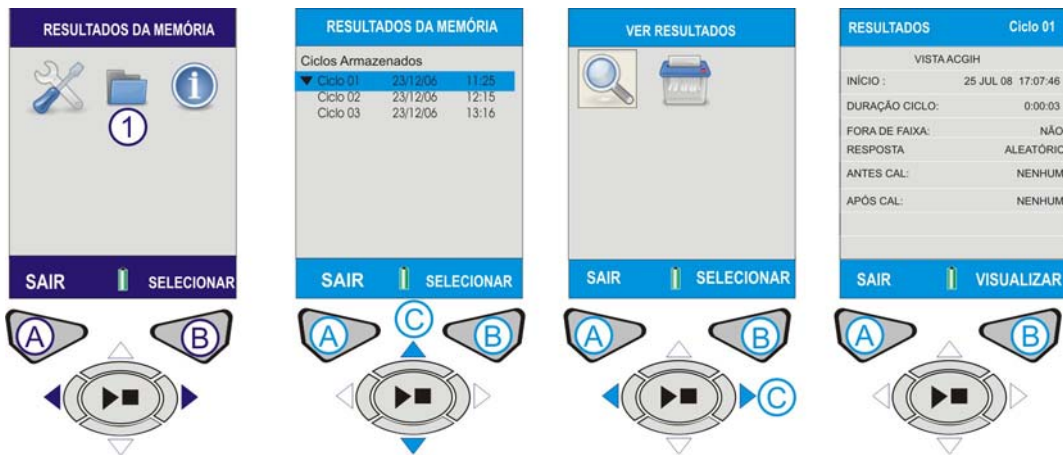 RESULTADOS DA MEMÓRIA
1
SAIR SELECIONAR
A B
RESULTADOS DA MEMÓRIA
Ciclos Armazenados
Ciclo 01 23/12/06 11:25
Ciclo 02 23/12/06 12:15
Ciclo 03 23/12/06 13:16
SAIR SELECIONAR
A C B
VER RESULTADOS
SAIR SELECIONAR
A B
C
RESULTADOS Ciclo 01
VISTA ACGIH
INÍCIO : 25 JUL 08 17:07:46
DURAÇÃO CICLO: 0:00:03
FORA DE FAIXA: NÃO
RESPOSTA ALEATÓRIO
ANTES CAL: NENHUM
APÓS CAL: NENHUM
SAIR VISUALIZAR
A B